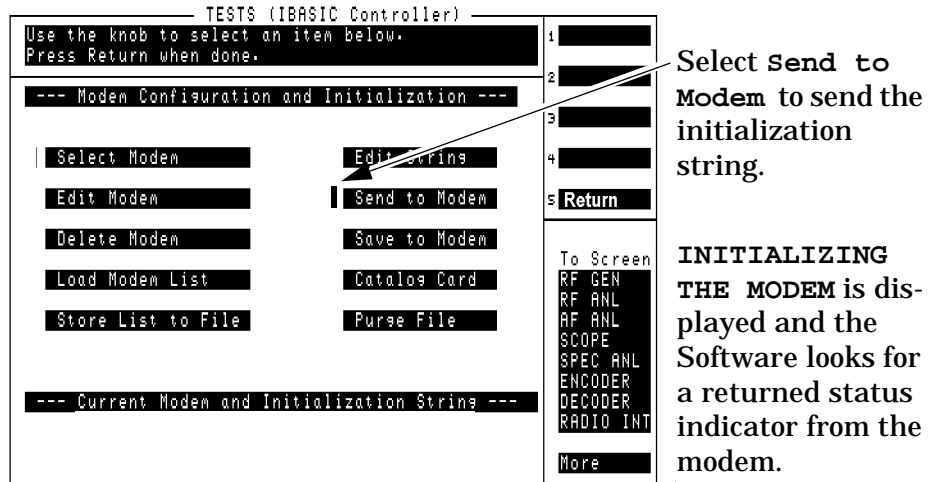 TESTS (IBASIC Controller)
Use the knob to select an item below.
Press Return when done.
--- Modem Configuration and Initialization ---
Select Modem
Edit Modem
Delete Modem
Load Modem List
Store List to File
Edit String
Send to Modem
Save to Modem
Catalog Card
Purge File
--- Current Modem and Initialization String ---
1
2
3
4
5 Return
To Screen
RF GEN
RF ANL
AF ANL
SCOPE
SPEC ANL
ENCODER
DECODER
RADIO INT
More
Select Send to
Modem to send the
initialization
string.
INITIALIZING
THE MODEM is dis-
played and the
Software looks for
a returned status
indicator from the
modem.